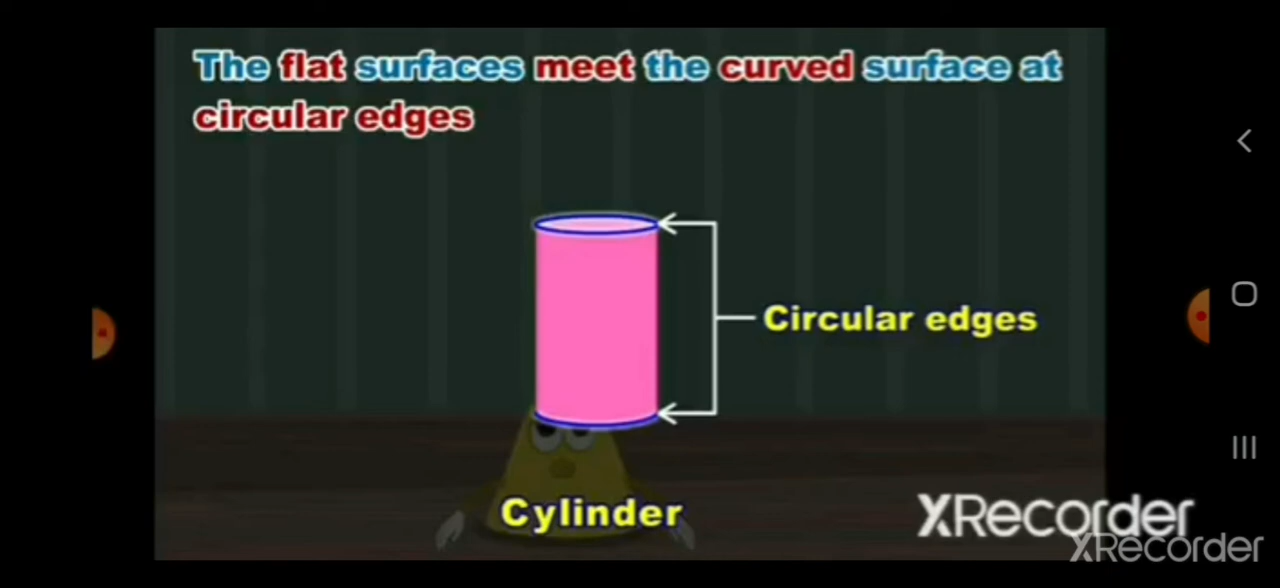 The flat surfaces meet the curved surface at
circular edges
Circular edges
Cylinder
XRecorder
XRecorder